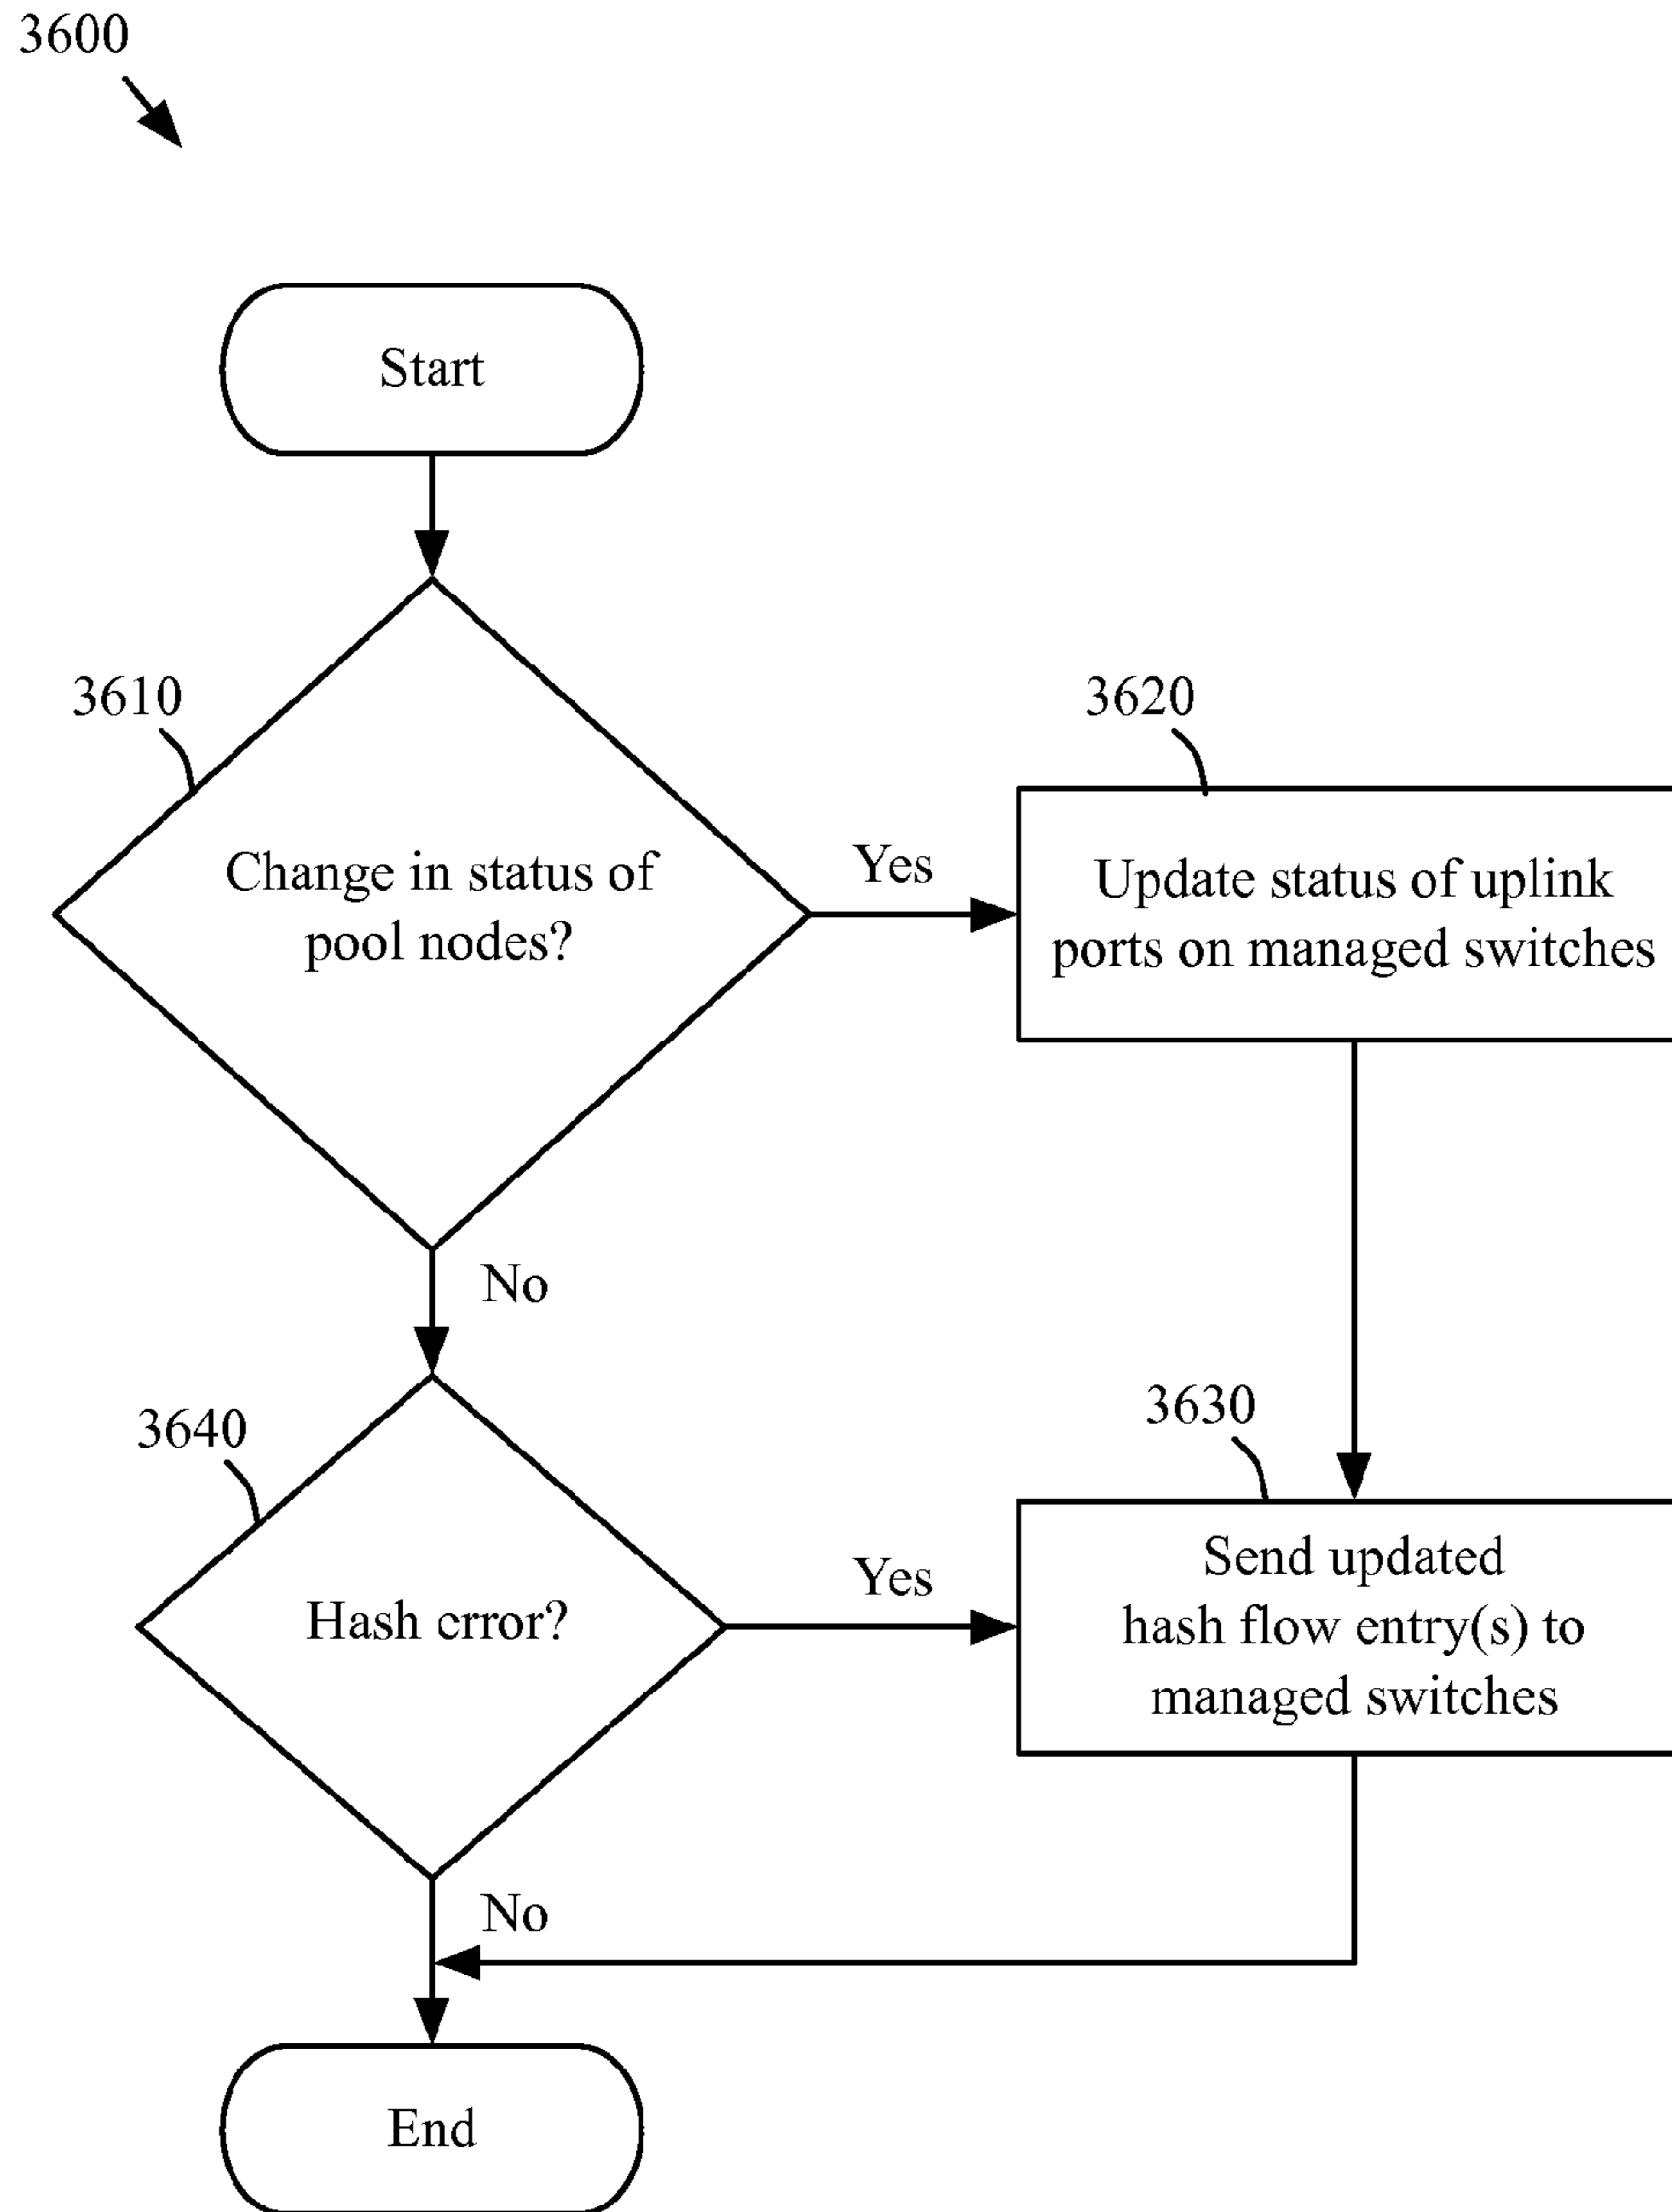 3600
Start
3610
Change in status of
pool nodes?
Yes
3620
Update status of uplink
ports on managed switches
No
3640
Hash error?
Yes
3630
Send updated
hash flow entry(s) to
managed switches
No
End